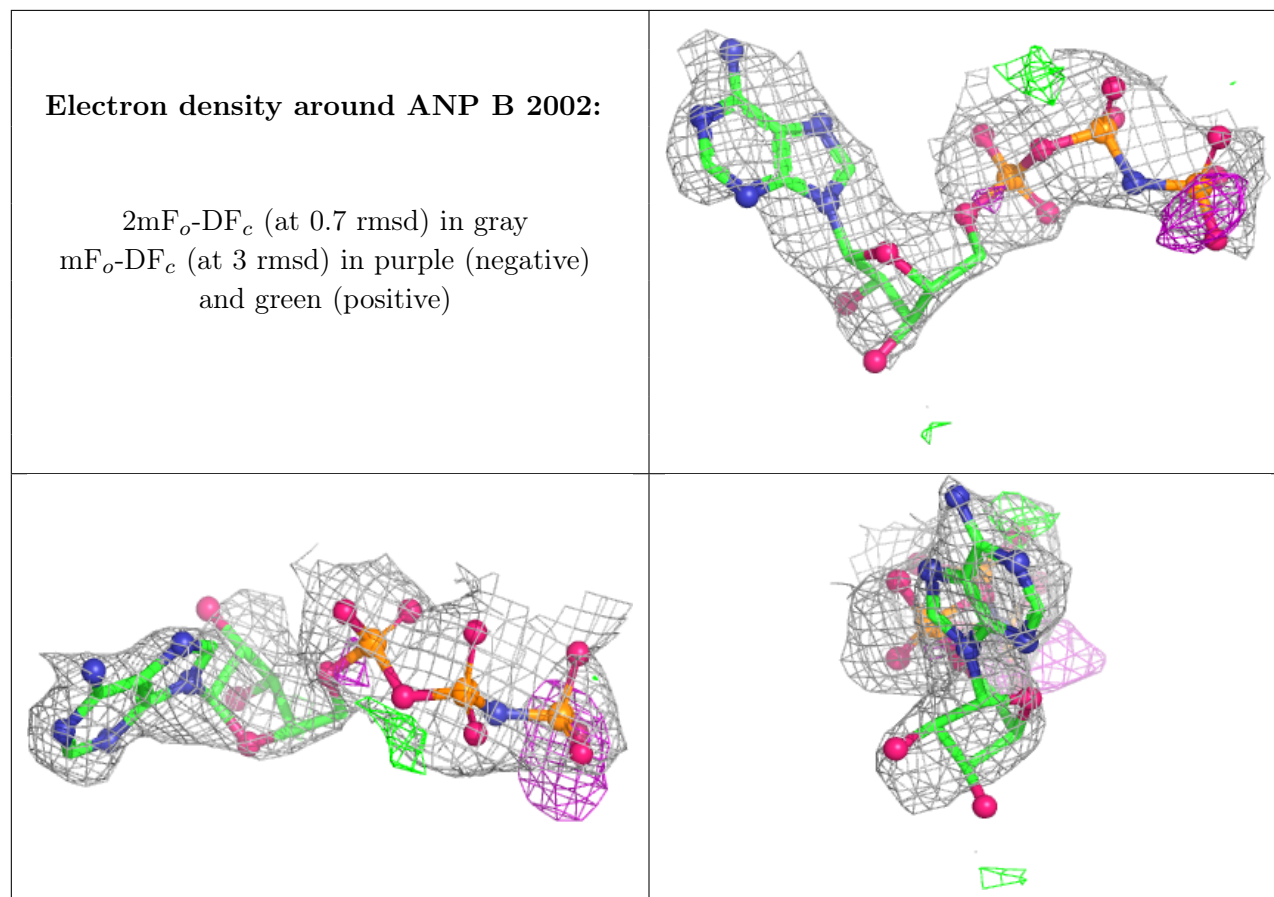 Electron density around ANP B 2002:
2mFo-DFc (at 0.7 rmsd) in gray
mFo-DFc (at 3 rmsd) in purple (negative)
and green (positive)